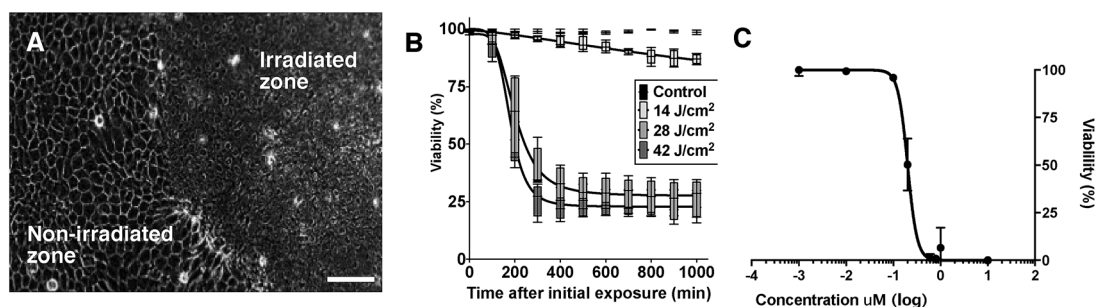 A
Irradiated
zone
Non-irradiated
zone
B
100
75
50
25
0
Viability (%)
0 200 400 600 800 1000
Time after initial exposure (min)
Control
14 J/cm²
28 J/cm²
42 J/cm²
C
100
75
50
25
0
Viablility (%)
-4 -3 -2 -1 0 1 2
Concentration uM (log)